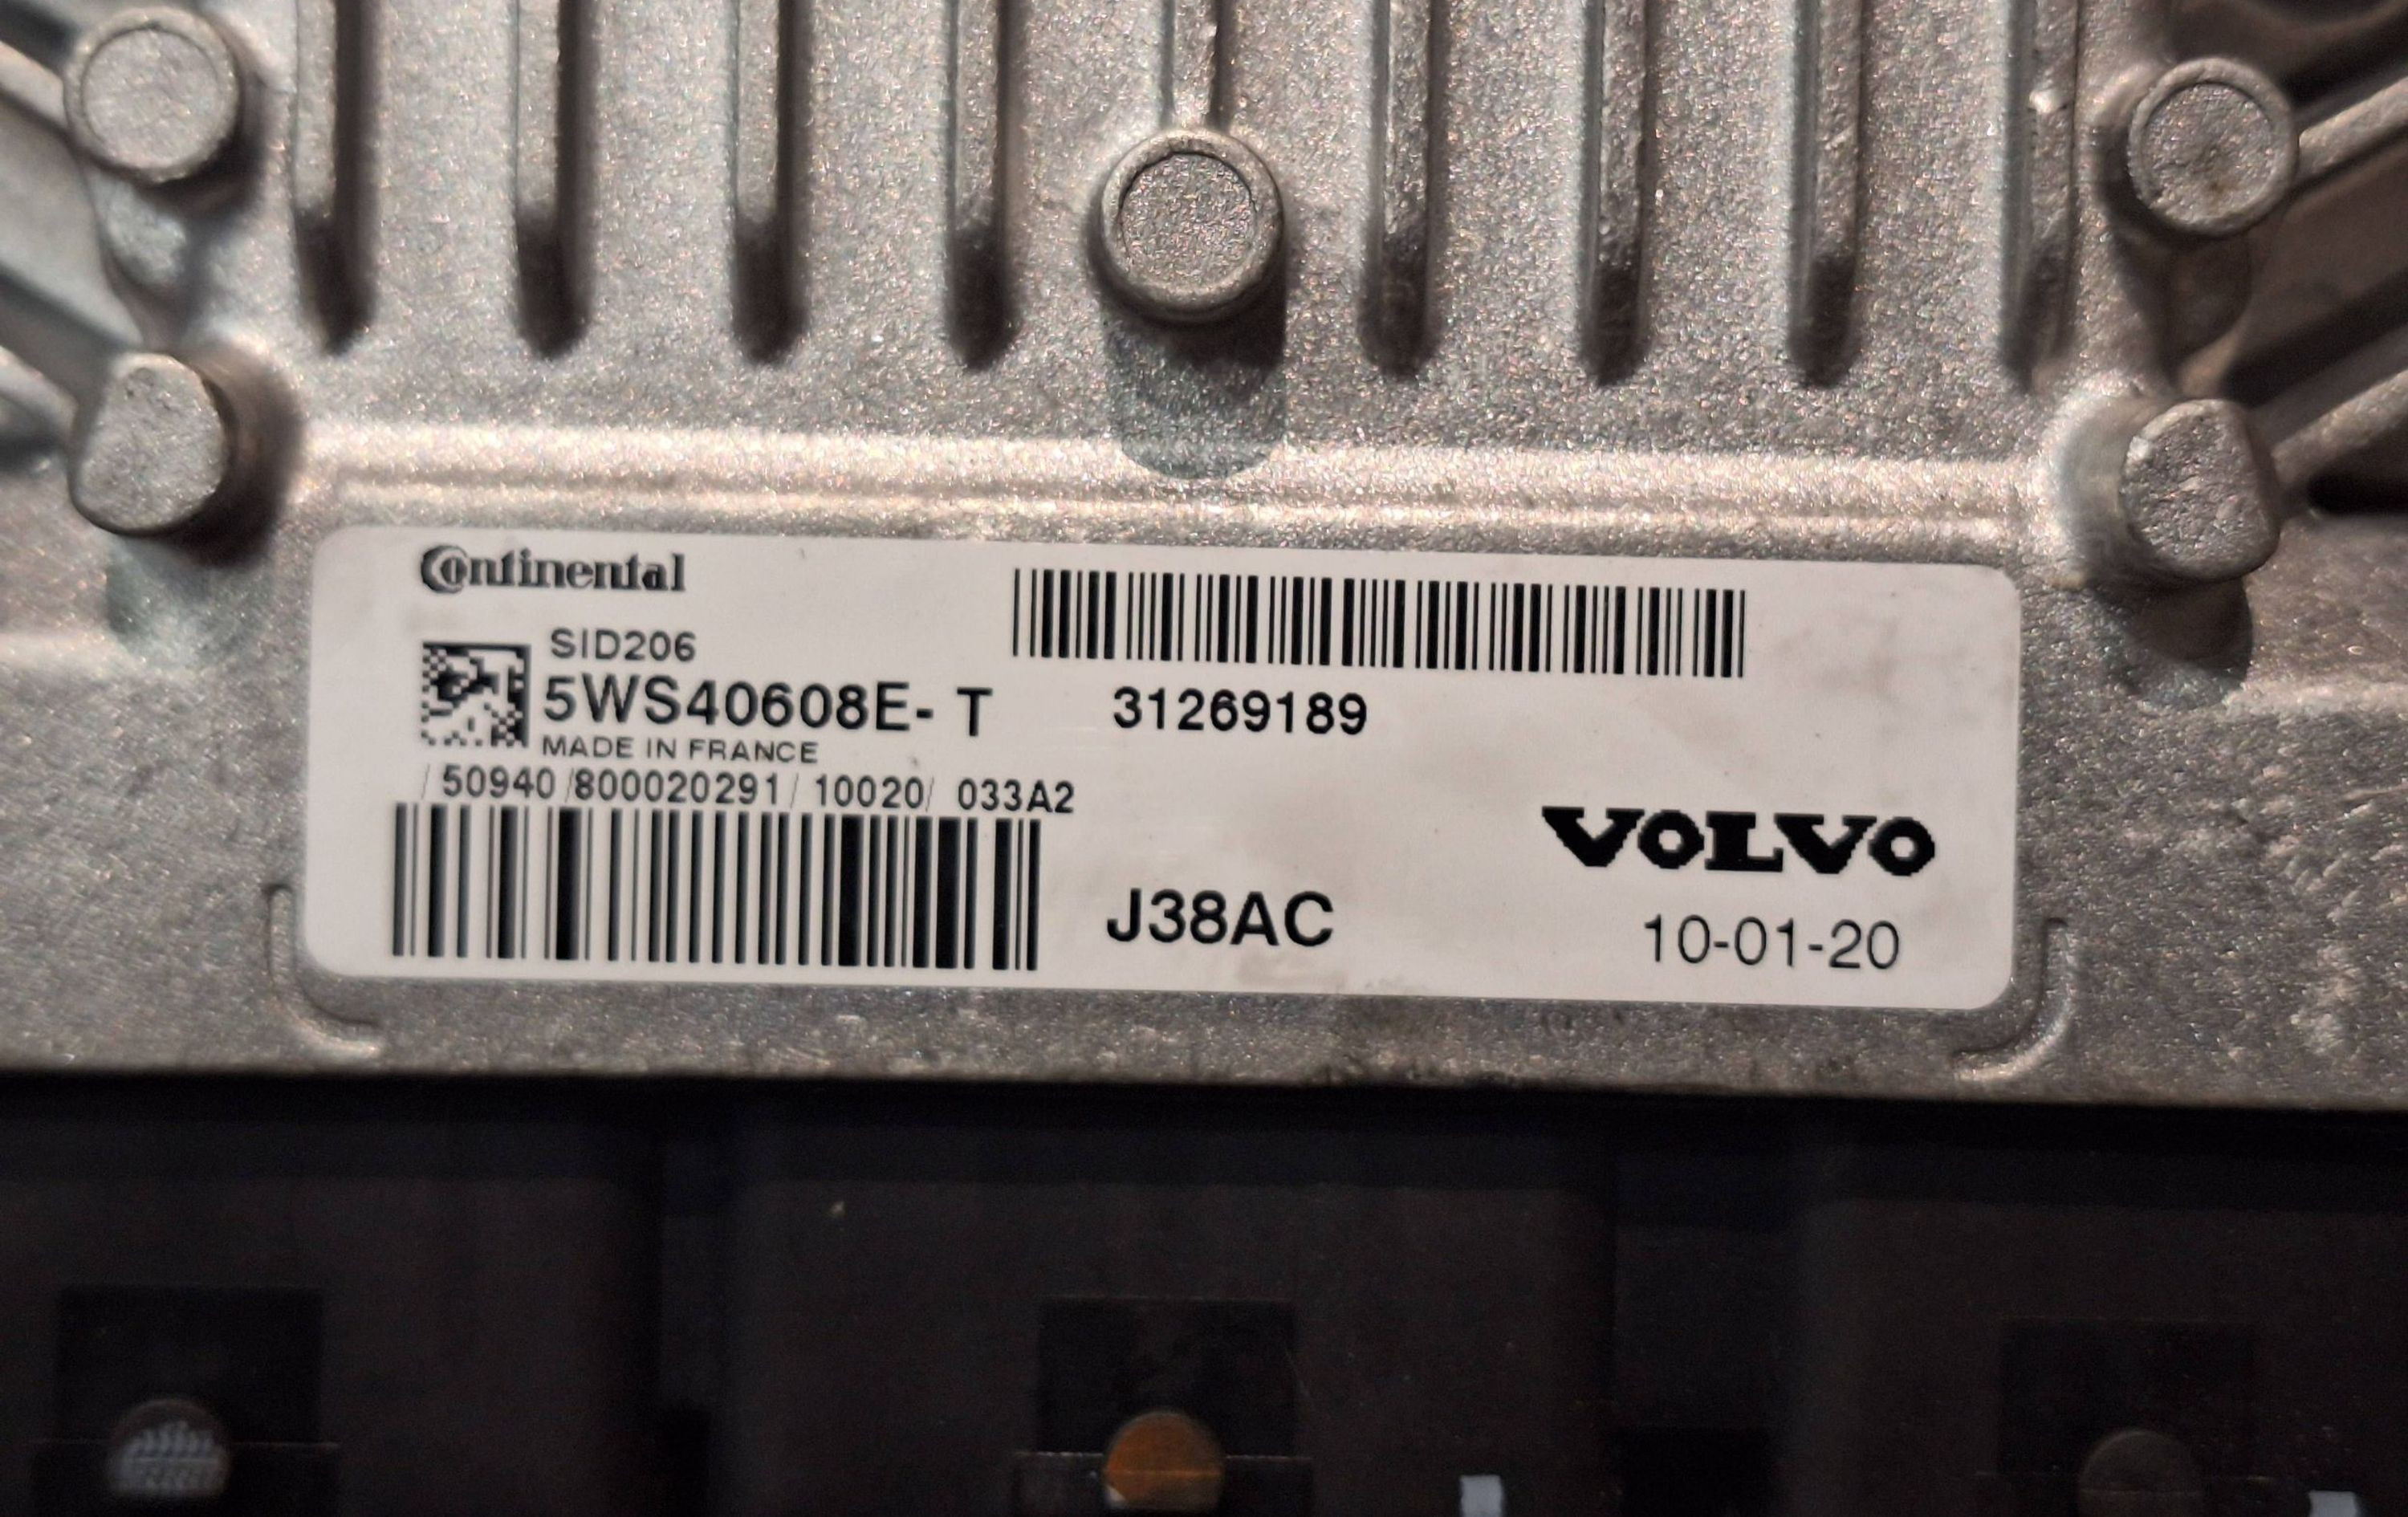 Continental
SID206
5WS40608E- T
31269189
MADE IN FRANCE
/ 50940 /800020291/ 10020/ 033A2
VOLVO
J38AC
10-01-20